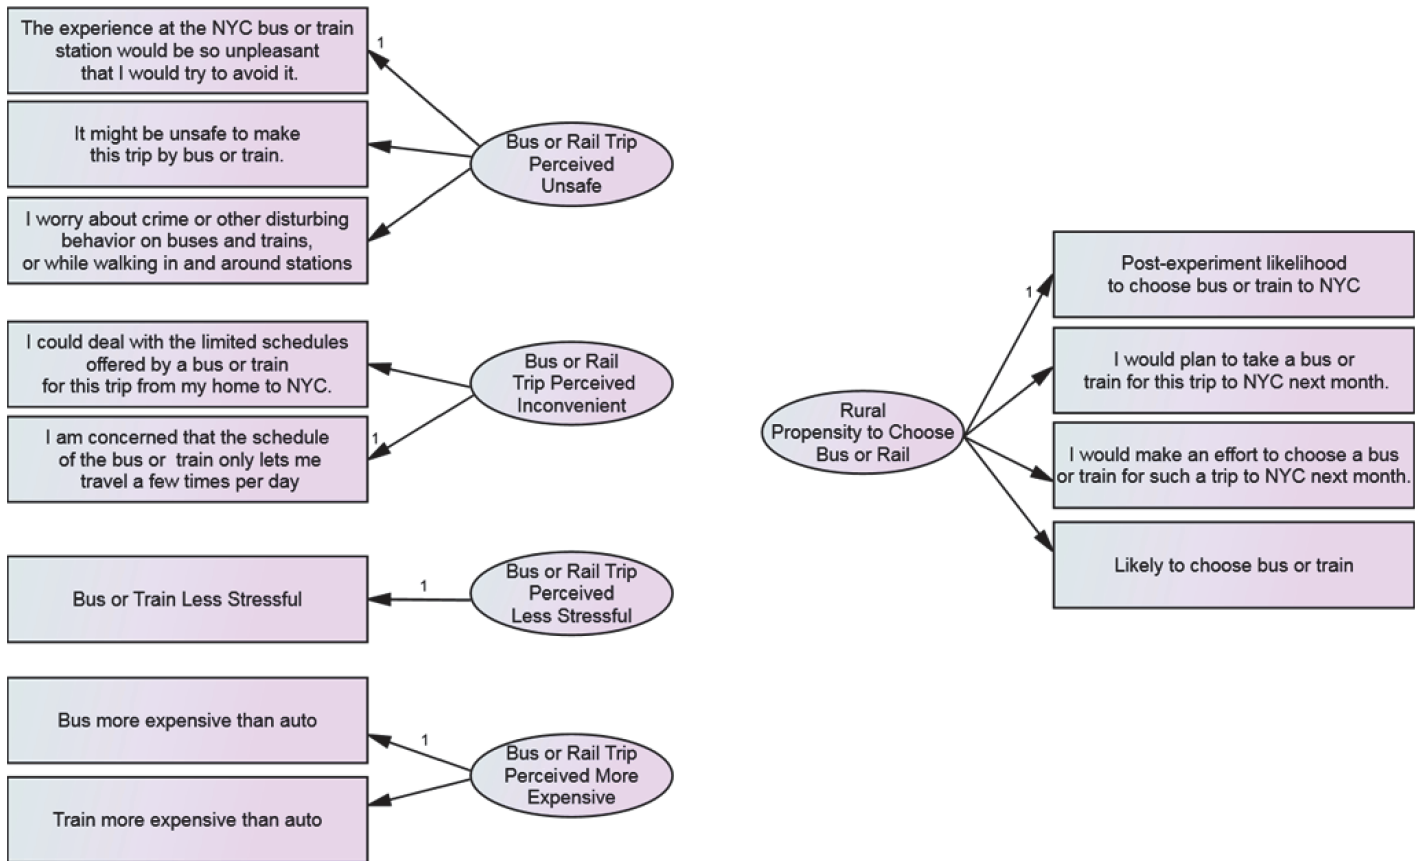 The experience at the NYC bus or train
station would be so unpleasant
that I would try to avoid it.
1
It might be unsafe to make
this trip by bus or train.
I worry about crime or other disturbing
behavior on buses and trains,
or while walking in and around stations
Bus or Rail Trip
Perceived
Unsafe
I could deal with the limited schedules
offered by a bus or train
for this trip from my home to NYC.
I am concerned that the schedule
of the bus or train only lets me
travel a few times per day
1
Bus or Rail
Trip Perceived
Inconvenient
Bus or Train Less Stressful
1
Bus or Rail Trip
Perceived
Less Stressful
Bus more expensive than auto
1
Train more expensive than auto
Bus or Rail Trip
Perceived More
Expensive
Rural
Propensity to Choose
Bus or Rail
1
Post-experiment likelihood
to choose bus or train to NYC
I would plan to take a bus or
train for this trip to NYC next month.
I would make an effort to choose a bus
or train for such a trip to NYC next month.
Likely to choose bus or train